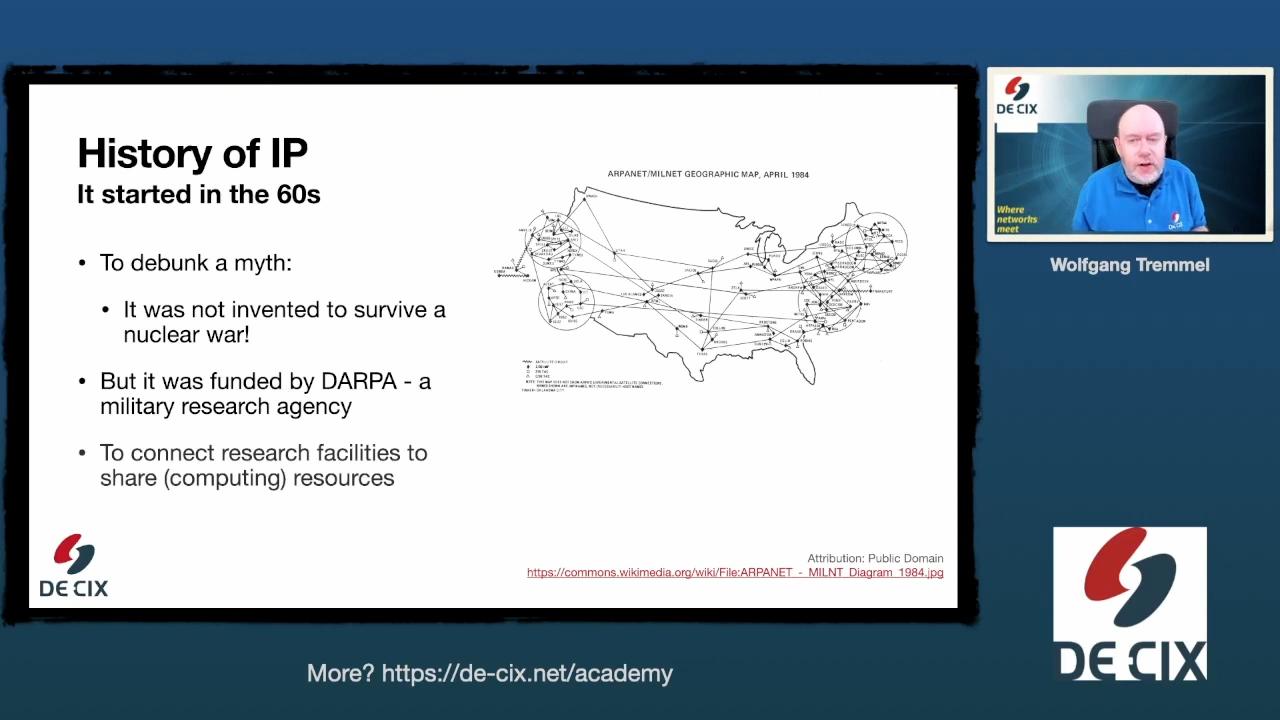 History of IP
It started in the 60s
• To debunk a myth:
• It was not invented to survive a
nuclear war!
• But it was funded by DARPA - a
military research agency
• To connect research facilities to
share (computing) resources
ARPANET/MILNET GEOGRAPHIC MAP, APRIL 1984
DE CIX
Attribution: Public Domain
https://commons.wikimedia.org/wiki/File:ARPANET_-_MILNT_Diagram_1984.jpg
DE CIX
Where
networks
meet
DE CIX
Wolfgang Tremmel
DE CIX
More? https://de-cix.net/academy